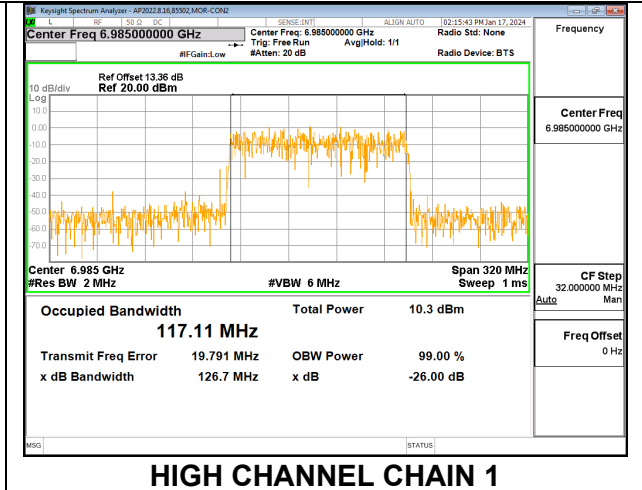 Keysight Spectrum Analyzer - AP2022.8.16,85502,MOR-CON2
L RF 50 Ω DC SENSE:INT ALIGN AUTO 02:15:43 PM Jan 17, 2024
Center Freq 6.985000000 GHz
Center Freq: 6.985000000 GHz
Radio Std: None
Trig: Free Run Avg|Hold: 1/1
#IFGain:Low #Atten: 20 dB Radio Device: BTS
Frequency
Ref Offset 13.36 dB
10 dB/div Ref 20.00 dBm
Log
10.0
0.00
-10.0
-20.0
-30.0
-40.0
-50.0
-60.0
-70.0
Center Freq
6.985000000 GHz
Center 6.985 GHz Span 320 MHz
#Res BW 2 MHz #VBW 6 MHz Sweep 1 ms
CF Step
32.000000 MHz
Auto Man
Occupied Bandwidth Total Power 10.3 dBm
117.11 MHz
Transmit Freq Error 19.791 MHz OBW Power 99.00 %
x dB Bandwidth 126.7 MHz x dB -26.00 dB
Freq Offset
0 Hz
MSG STATUS
HIGH CHANNEL CHAIN 1